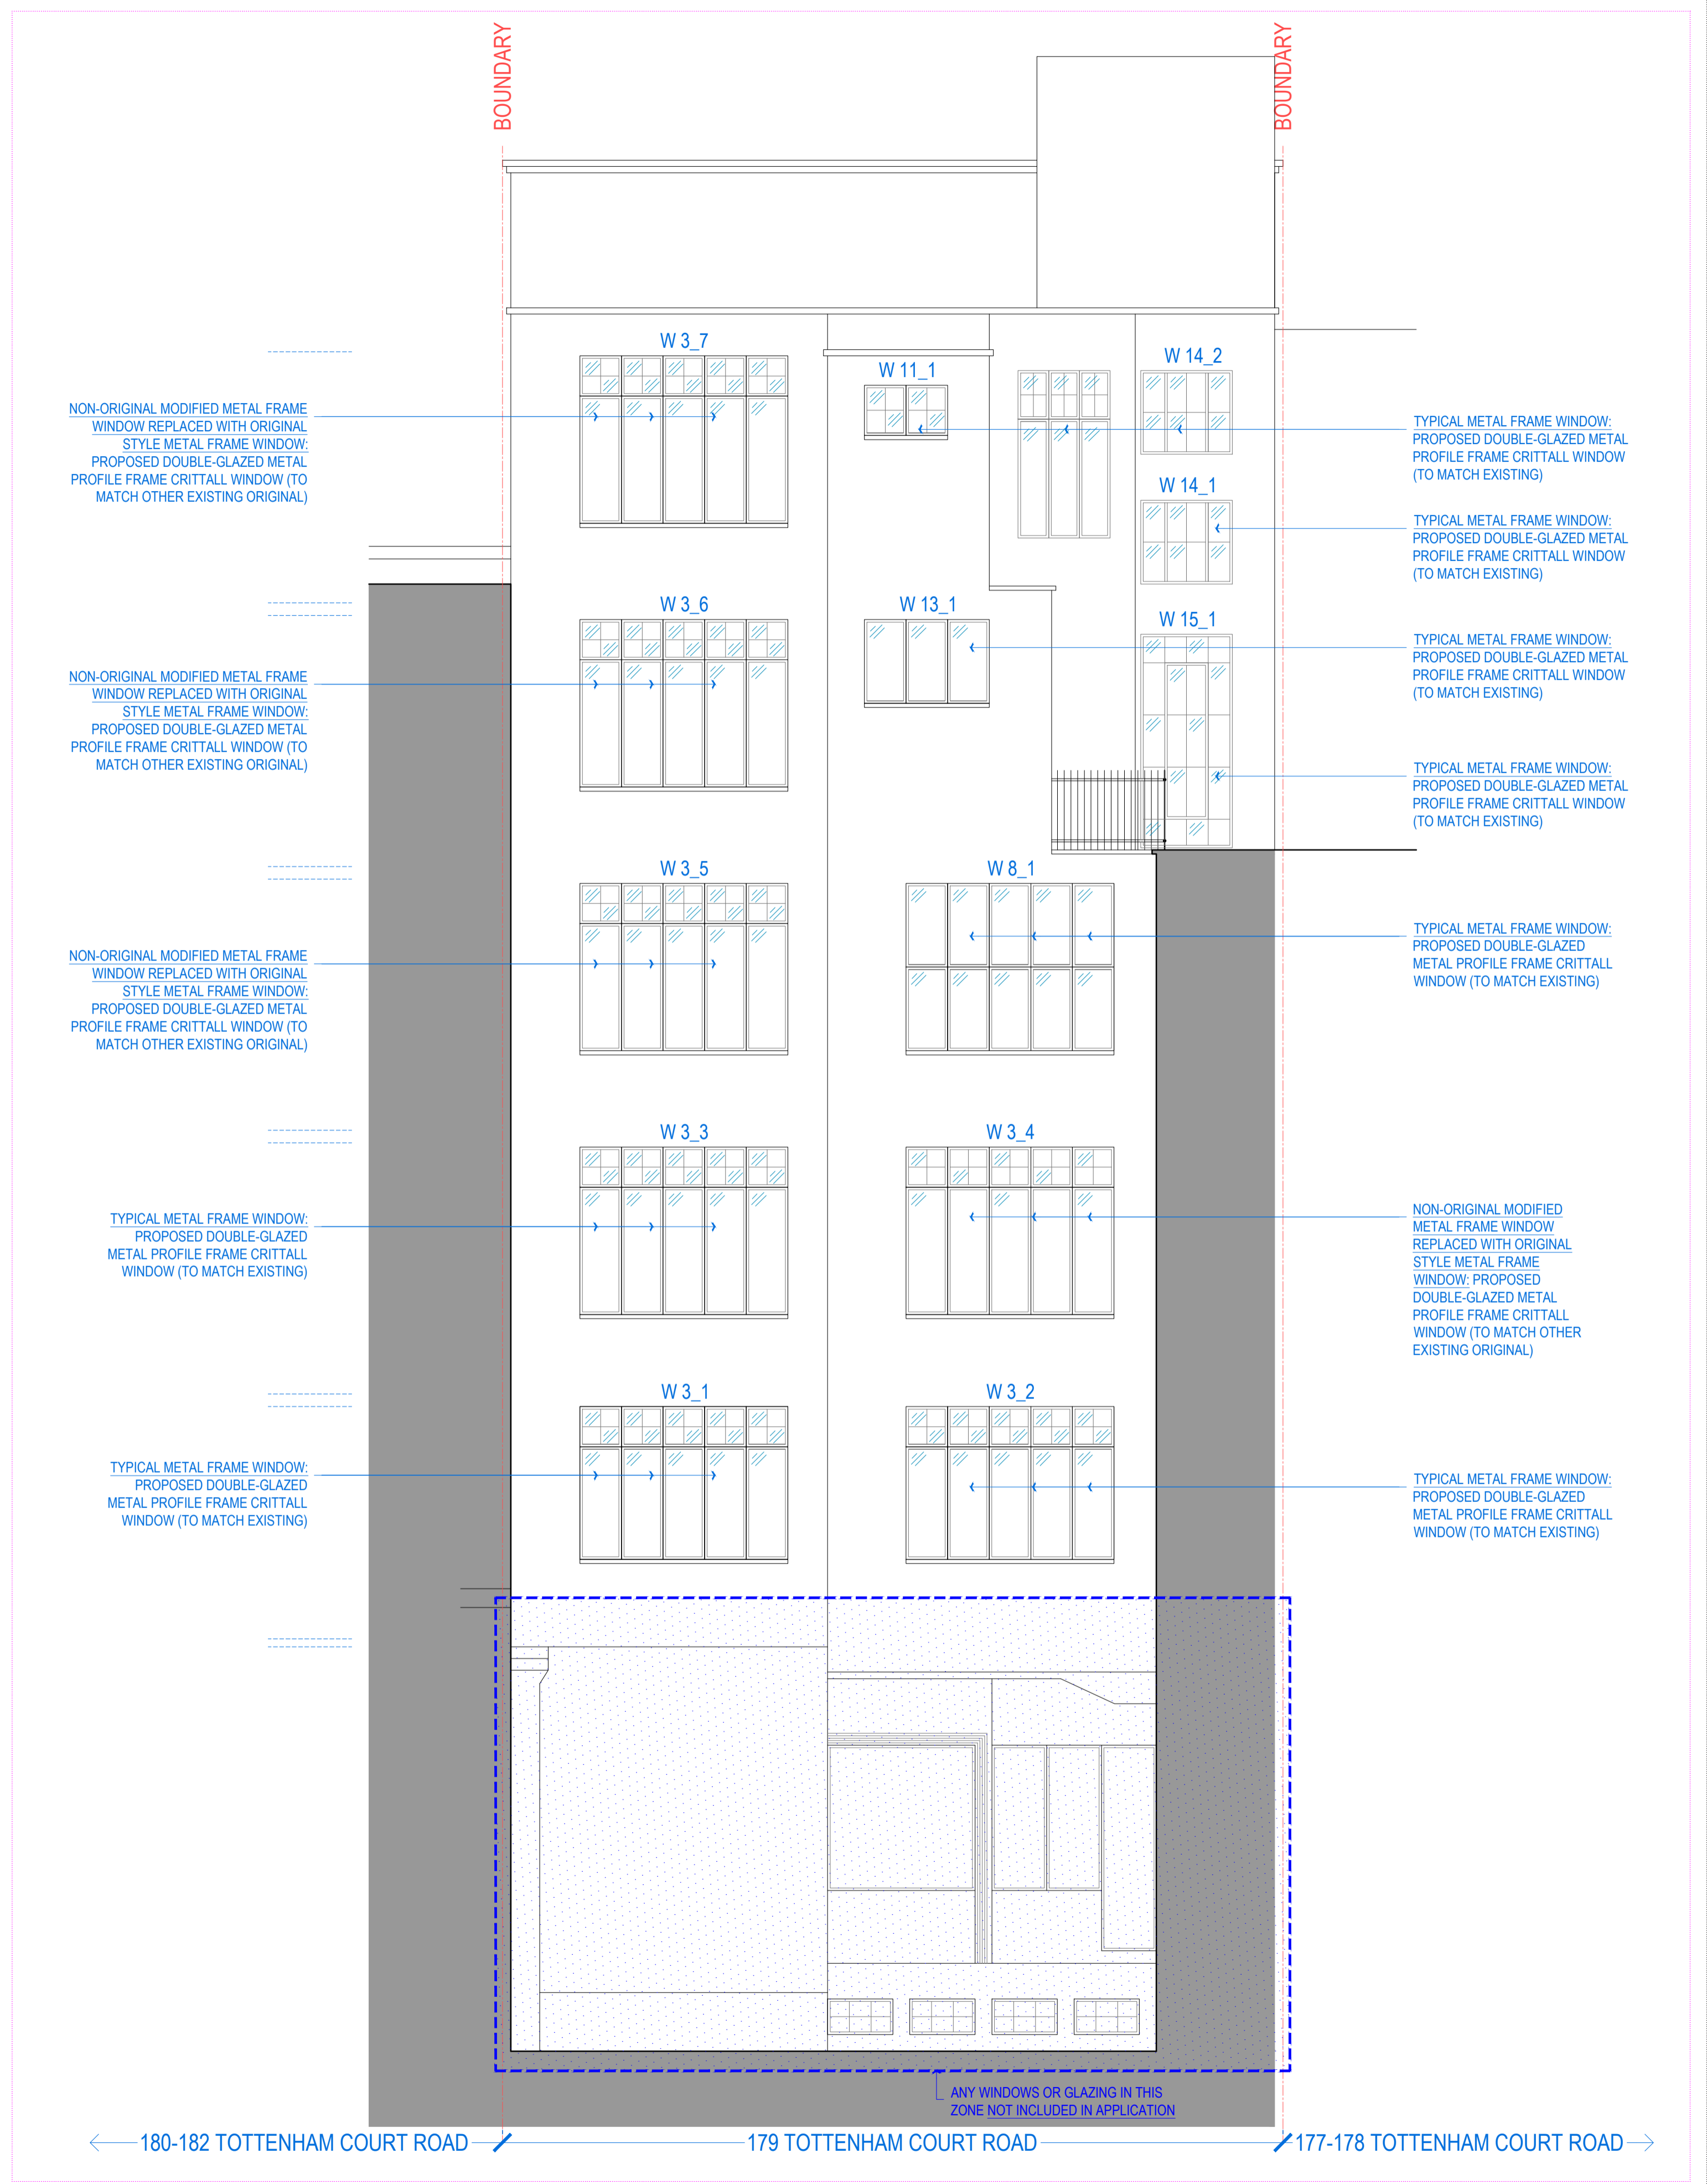 BOUNDARY
BOUNDARY
W 3_7
W 11_1
W 14_2
NON-ORIGINAL MODIFIED METAL FRAME
WINDOW REPLACED WITH ORIGINAL
STYLE METAL FRAME WINDOW:
PROPOSED DOUBLE-GLAZED METAL
PROFILE FRAME CRITTALL WINDOW (TO
MATCH OTHER EXISTING ORIGINAL)
TYPICAL METAL FRAME WINDOW:
PROPOSED DOUBLE-GLAZED METAL
PROFILE FRAME CRITTALL WINDOW
(TO MATCH EXISTING)
W 14_1
TYPICAL METAL FRAME WINDOW:
PROPOSED DOUBLE-GLAZED METAL
PROFILE FRAME CRITTALL WINDOW
(TO MATCH EXISTING)
W 3_6
W 13_1
W 15_1
TYPICAL METAL FRAME WINDOW:
PROPOSED DOUBLE-GLAZED METAL
PROFILE FRAME CRITTALL WINDOW
(TO MATCH EXISTING)
NON-ORIGINAL MODIFIED METAL FRAME
WINDOW REPLACED WITH ORIGINAL
STYLE METAL FRAME WINDOW:
PROPOSED DOUBLE-GLAZED METAL
PROFILE FRAME CRITTALL WINDOW (TO
MATCH OTHER EXISTING ORIGINAL)
TYPICAL METAL FRAME WINDOW:
PROPOSED DOUBLE-GLAZED METAL
PROFILE FRAME CRITTALL WINDOW
(TO MATCH EXISTING)
W 3_5
W 8_1
NON-ORIGINAL MODIFIED METAL FRAME
WINDOW REPLACED WITH ORIGINAL
STYLE METAL FRAME WINDOW:
PROPOSED DOUBLE-GLAZED METAL
PROFILE FRAME CRITTALL WINDOW (TO
MATCH OTHER EXISTING ORIGINAL)
TYPICAL METAL FRAME WINDOW:
PROPOSED DOUBLE-GLAZED
METAL PROFILE FRAME CRITTALL
WINDOW (TO MATCH EXISTING)
W 3_3
W 3_4
TYPICAL METAL FRAME WINDOW:
PROPOSED DOUBLE-GLAZED
METAL PROFILE FRAME CRITTALL
WINDOW (TO MATCH EXISTING)
NON-ORIGINAL MODIFIED
METAL FRAME WINDOW
REPLACED WITH ORIGINAL
STYLE METAL FRAME
WINDOW: PROPOSED
DOUBLE-GLAZED METAL
PROFILE FRAME CRITTALL
WINDOW (TO MATCH OTHER
EXISTING ORIGINAL)
W 3_1
W 3_2
TYPICAL METAL FRAME WINDOW:
PROPOSED DOUBLE-GLAZED
METAL PROFILE FRAME CRITTALL
WINDOW (TO MATCH EXISTING)
TYPICAL METAL FRAME WINDOW:
PROPOSED DOUBLE-GLAZED
METAL PROFILE FRAME CRITTALL
WINDOW (TO MATCH EXISTING)
ANY WINDOWS OR GLAZING IN THIS
ZONE NOT INCLUDED IN APPLICATION
180-182 TOTTENHAM COURT ROAD
179 TOTTENHAM COURT ROAD
177-178 TOTTENHAM COURT ROAD